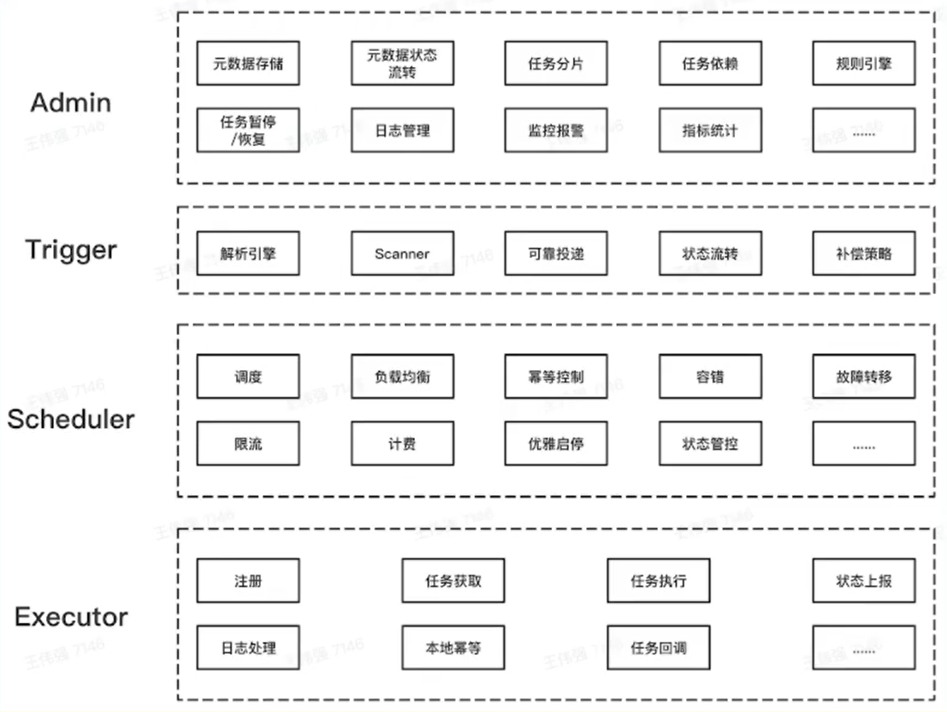 Admin
元数据存储
元数据状态
流转
任务分片
任务依赖
规则引擎
任务暂停
/恢复
日志管理
监控报警
指标统计
......
Trigger
解析引擎
Scanner
可靠投递
状态流转
补偿策略
Scheduler
调度
负载均衡
幂等控制
容错
故障转移
限流
计费
优雅启停
状态管控
......
Executor
注册
任务获取
任务执行
状态上报
日志处理
本地幂等
任务回调
......
王伟强 7146